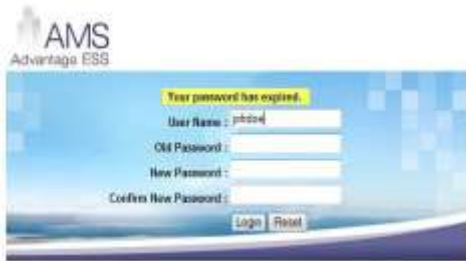 AMS
Advantage ESS
Your password has expired.
User Name :
Old Password :
New Password :
Confirm New Password :
Login Reset